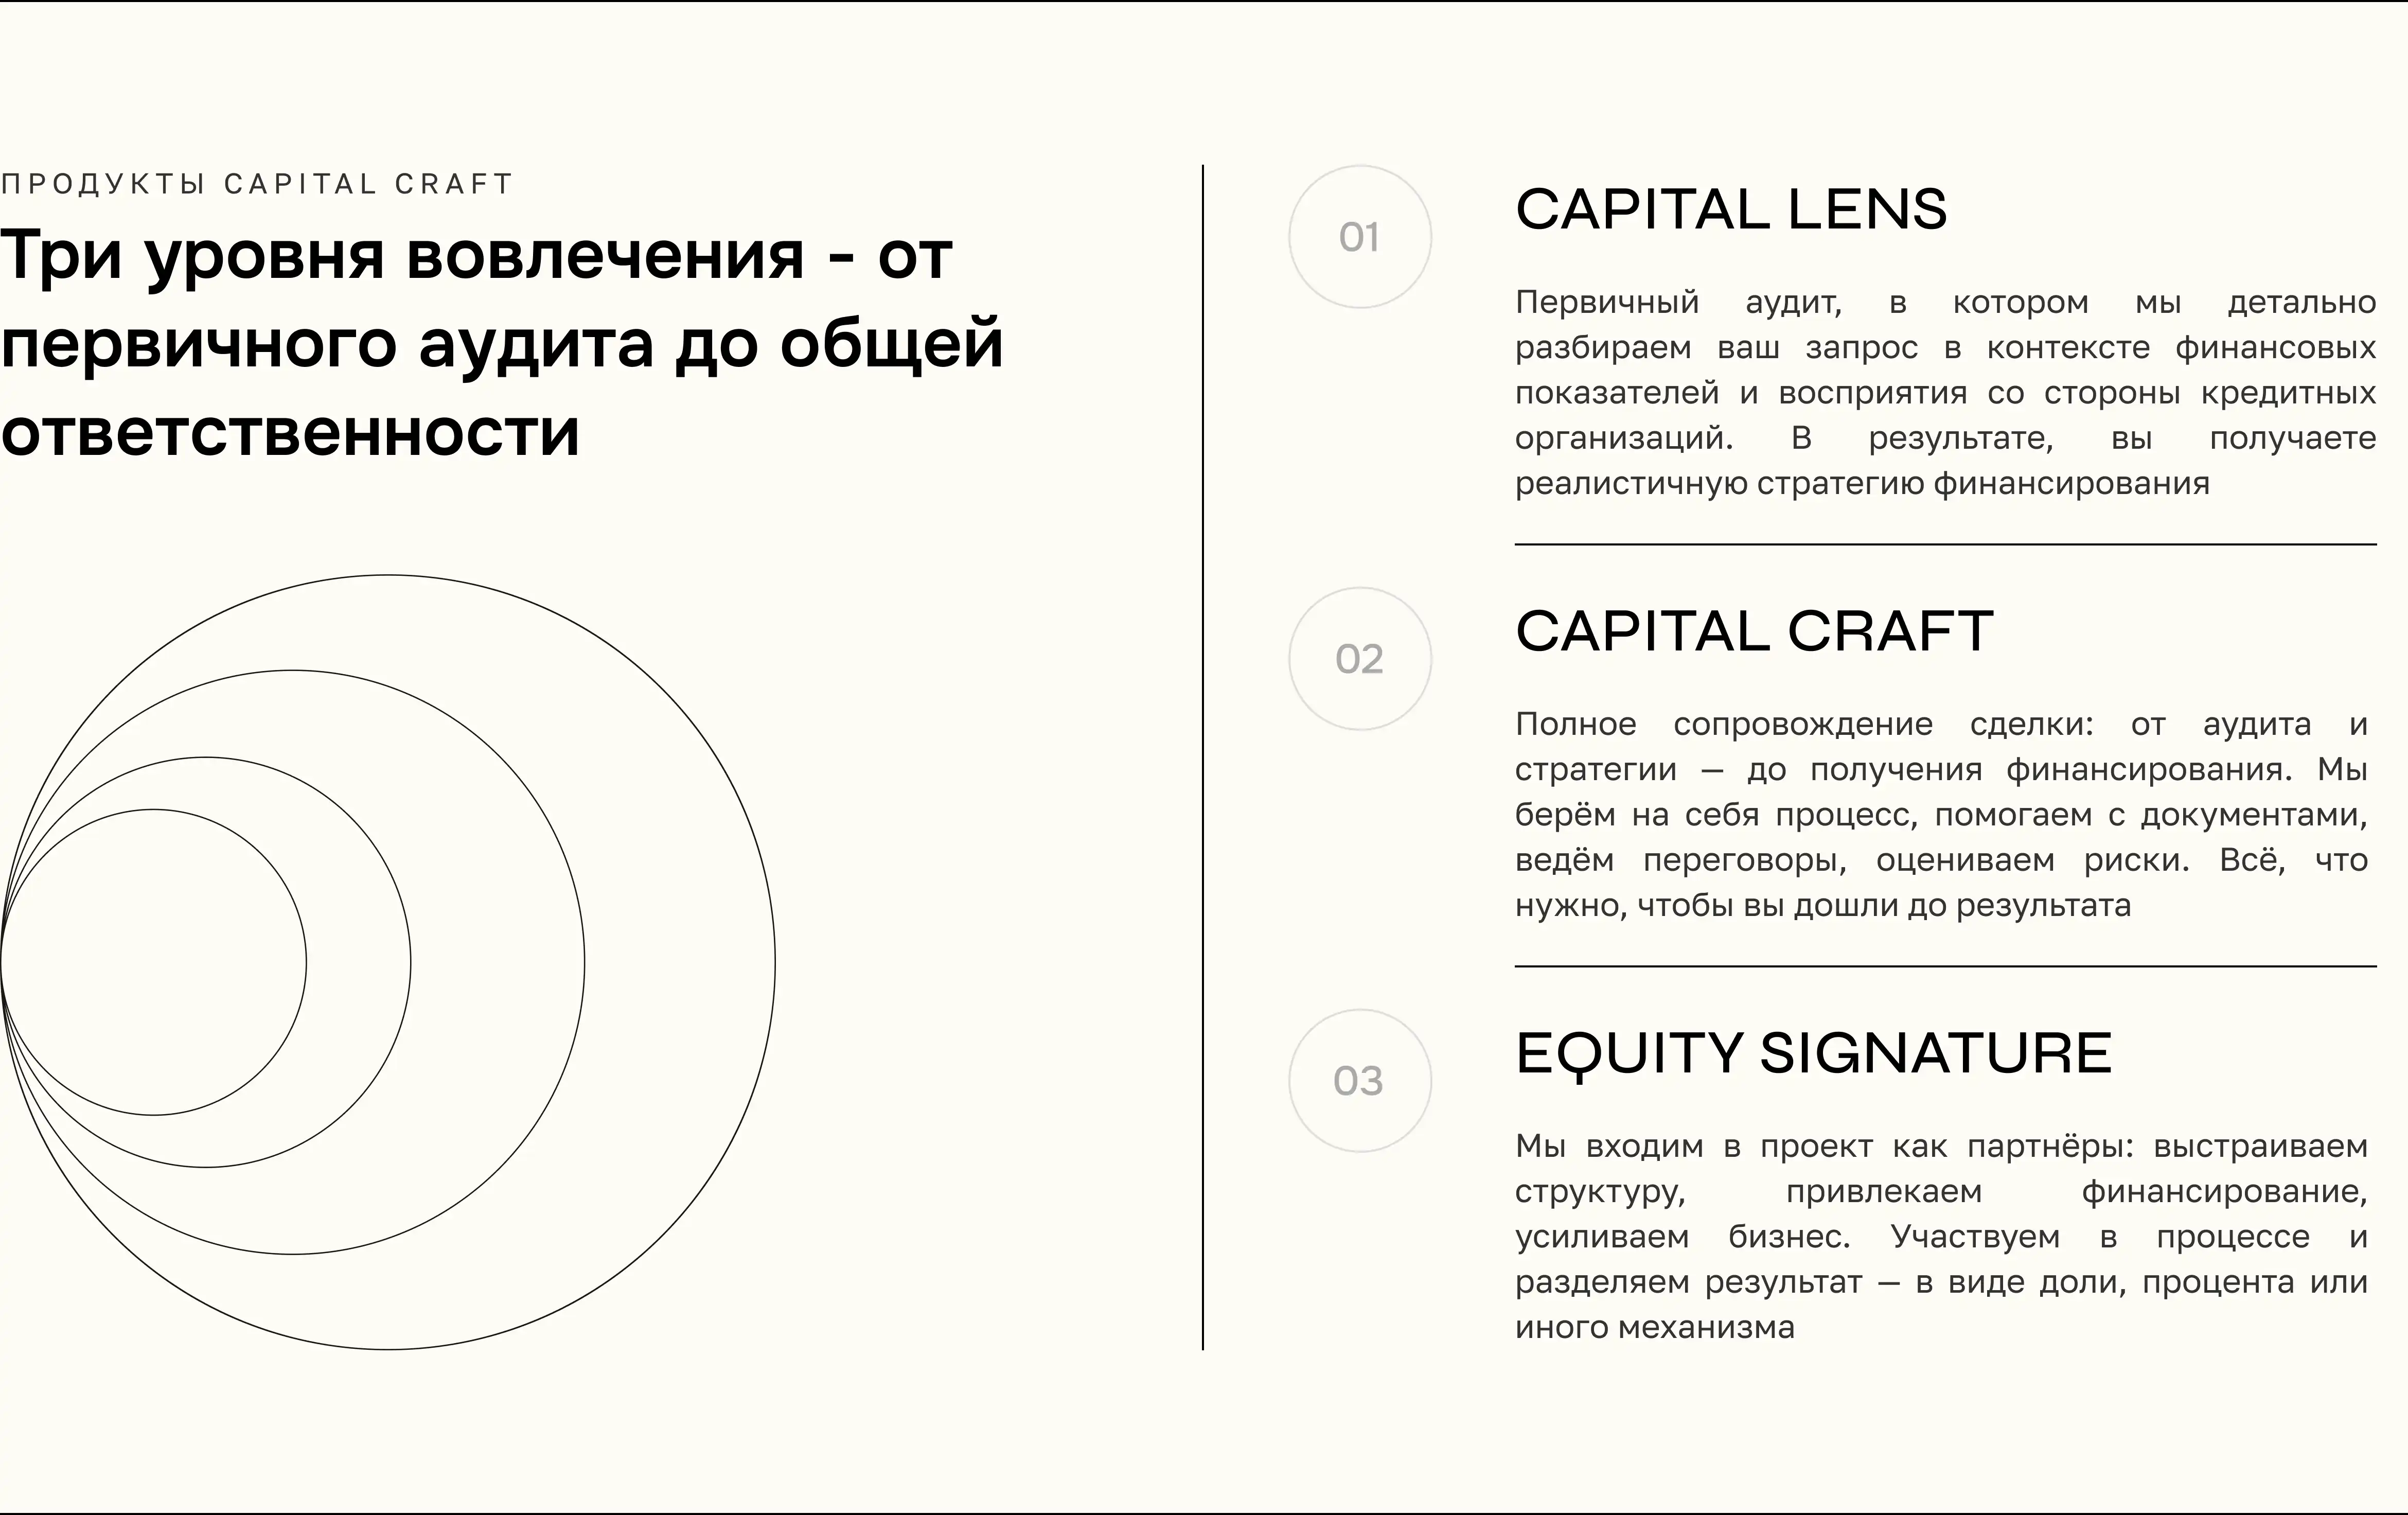 ПРОДУКТЫ CAPITAL CRAFT
Три уровня вовлечения - от
первичного аудита до общей
ответственности
01
CAPITAL LENS
Первичный аудит, в котором мы детально
разбираем ваш запрос в контексте финансовых
показателей и восприятия со стороны кредитных
организаций. В результате, вы получаете
реалистичную стратегию финансирования
02
CAPITAL CRAFT
Полное сопровождение сделки: от аудита и
стратегии — до получения финансирования. Мы
берём на себя процесс, помогаем с документами,
ведём переговоры, оцениваем риски. Всё, что
нужно, чтобы вы дошли до результата
03
EQUITY SIGNATURE
Мы входим в проект как партнёры: выстраиваем
структуру, привлекаем финансирование,
усиливаем бизнес. Участвуем в процессе и
разделяем результат — в виде доли, процента или
иного механизма